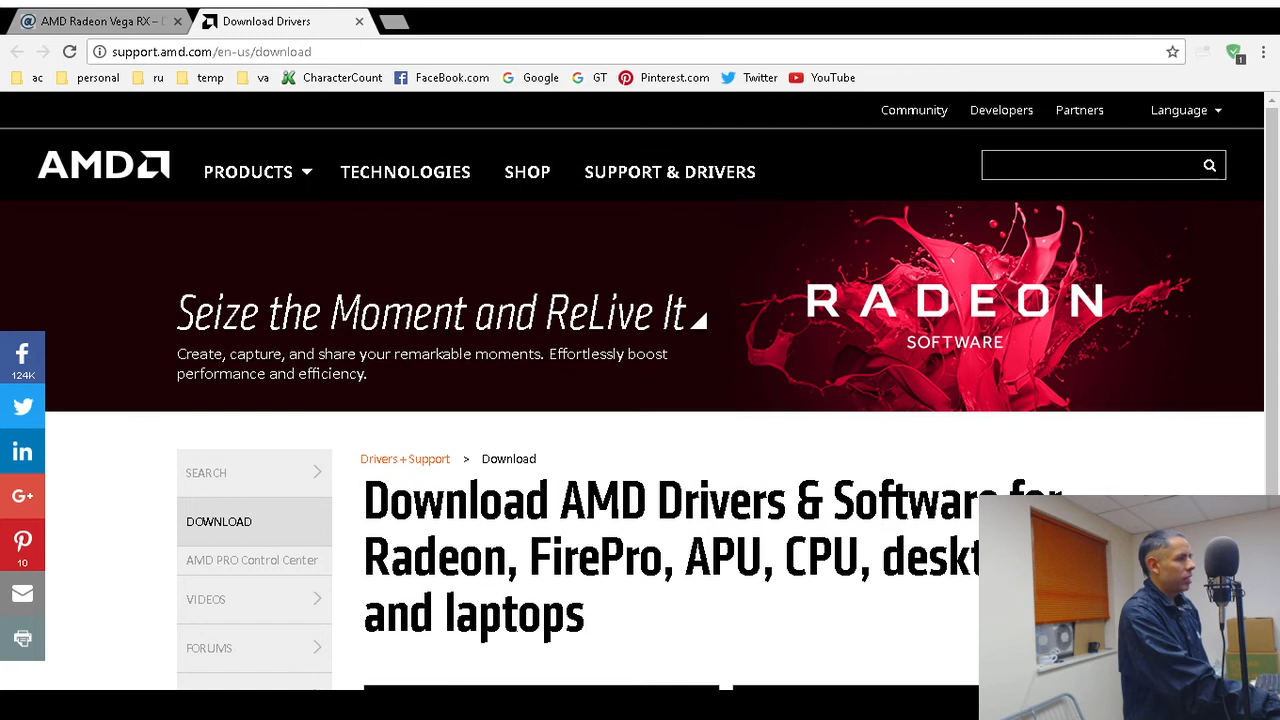 AMD Radeon Vega RX –
Download Drivers
support.amd.com/en-us/download
1
ac
personal
ru
temp
va
CharacterCount
FaceBook.com
Google
GT
Pinterest.com
Twitter
YouTube
Community
Developers
Partners
Language
AMD
PRODUCTS
TECHNOLOGIES
SHOP
SUPPORT & DRIVERS
Seize the Moment and ReLive It
Create, capture, and share your remarkable moments. Effortlessly boost
performance and efficiency.
RADEON
SOFTWARE
124K
10
SEARCH
DOWNLOAD
AMD PRO Control Center
VIDEOS
FORUMS
Drivers + Support > Download
Download AMD Drivers & Software for
Radeon, FirePro, APU, CPU, deskt
and laptops